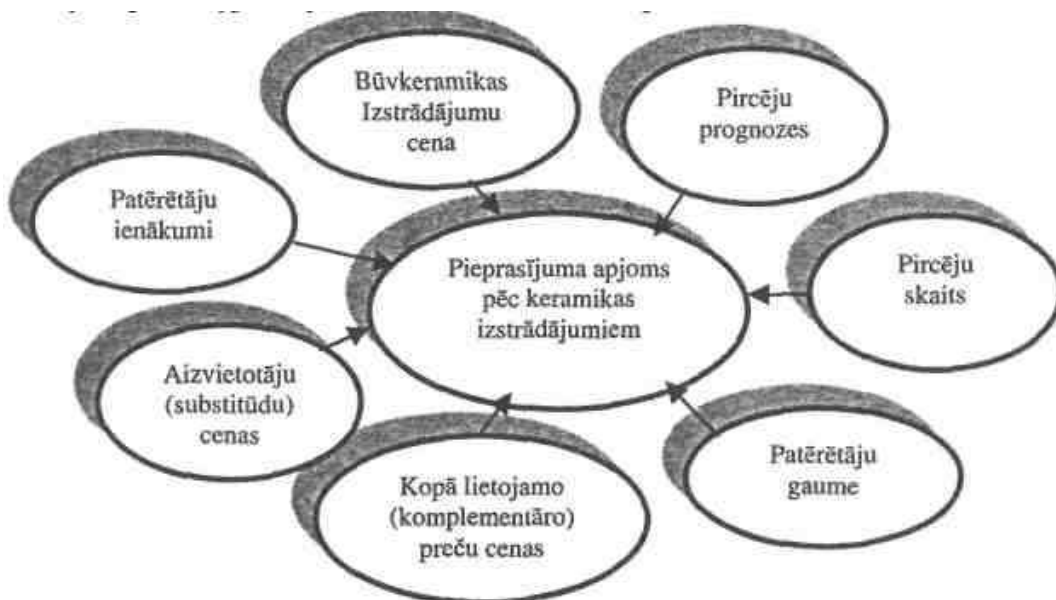 Būvkeramikas
Izstrādājumu
cena
Pircēju
prognozes
Patērētāju
ienākumi
Pieprasījuma apjoms
pēc keramikas
izstrādājumiem
Pircēju
skaits
Aizvietotāju
(substitūdu)
cenas
Kopā lietojamo
(komplementāro)
preču cenas
Patērētāju
gaume